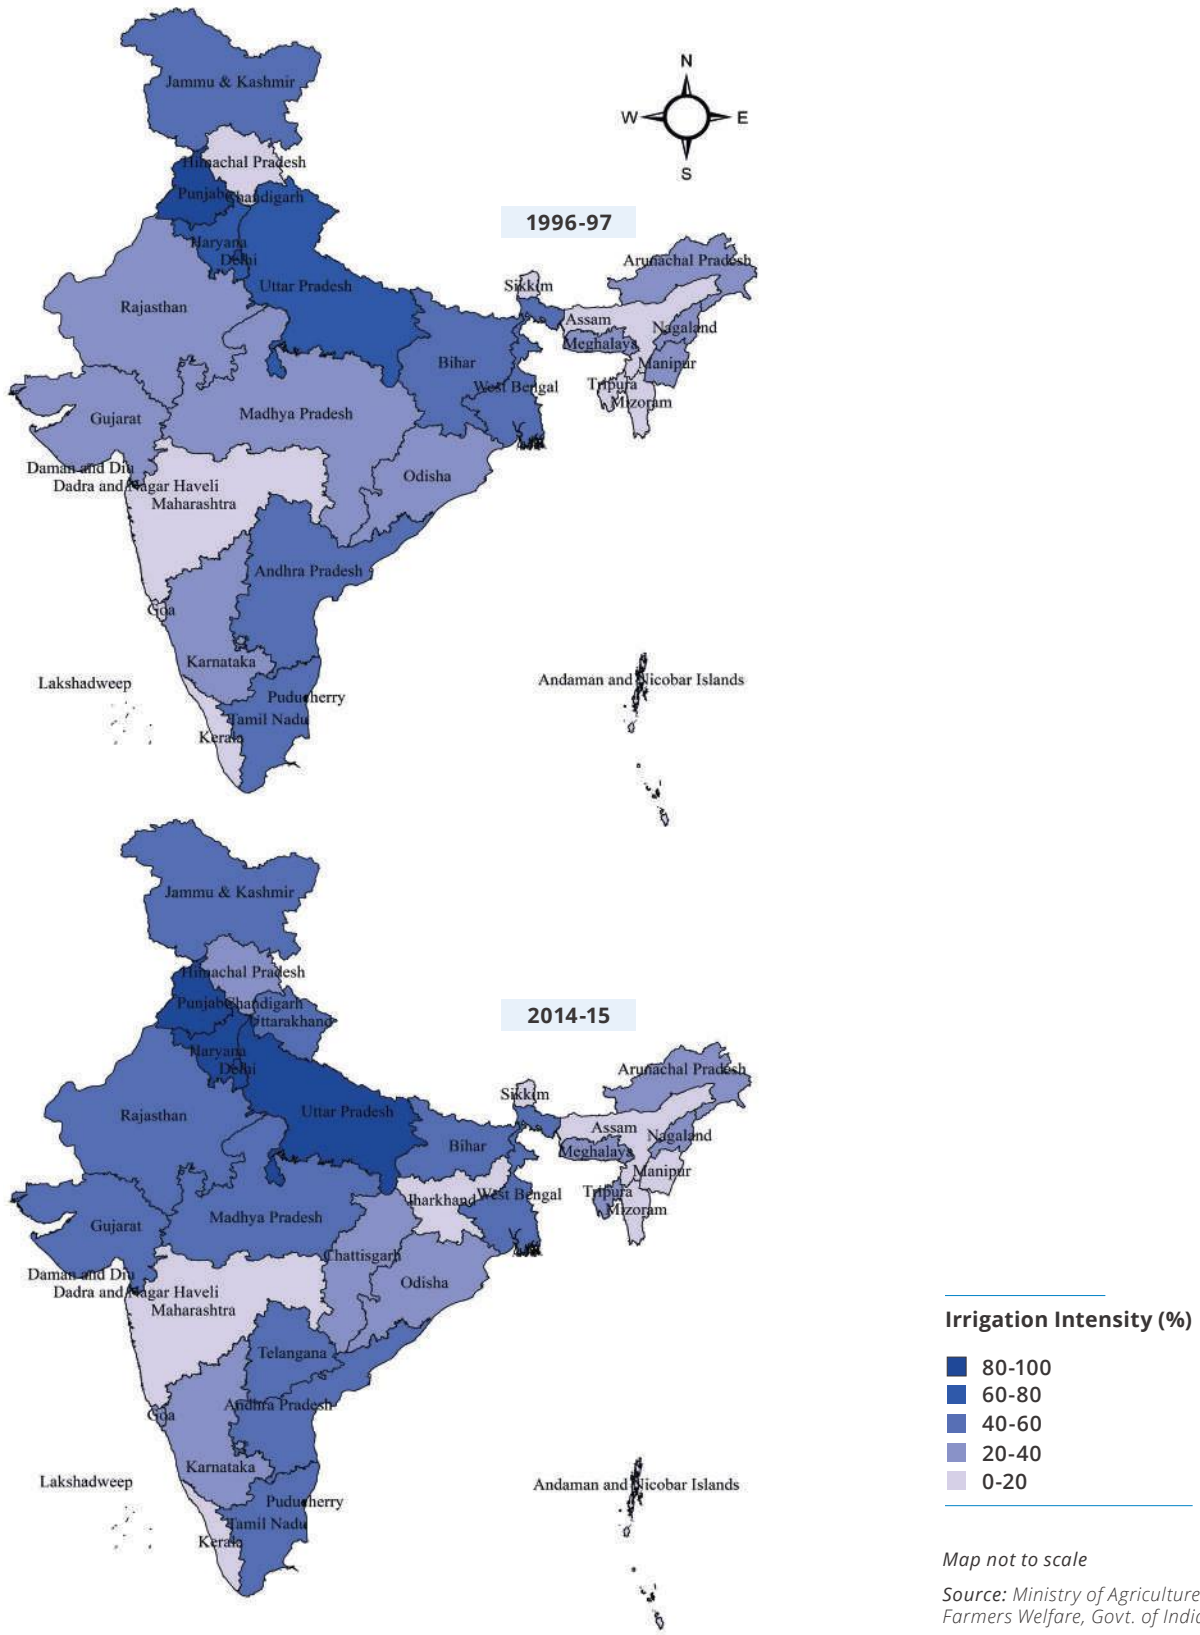 Jammu & Kashmir
N
W E
S
Himachal Pradesh
Punjab Chandigarh
1996-97
Haryana
Delhi
Arunachal Pradesh
Uttar Pradesh
Sikkim
Rajasthan
Assam
Nagaland
Meghalaya
Bihar
Manipur
West Bengal
Tripura
Mizoram
Madhya Pradesh
Gujarat
Daman and Diu
Odisha
Dadra and Nagar Haveli
Maharashtra
Andhra Pradesh
Goa
Karnataka
Lakshadweep
Andaman and Nicobar Islands
Puducherry
Tamil Nadu
Kerala
Jammu & Kashmir
Himachal Pradesh
Punjab Chandigarh
2014-15
Uttarakhand
Haryana
Delhi
Arunachal Pradesh
Sikkim
Uttar Pradesh
Rajasthan
Assam
Nagaland
Bihar
Meghalaya
Manipur
Tripura
Jharkhand West Bengal
Mizoram
Madhya Pradesh
Gujarat
Chattisgarh
Daman and Diu
Odisha
Dadra and Nagar Haveli
Maharashtra
Irrigation Intensity (%)
Telangana
80-100
60-80
Andhra Pradesh
Goa
40-60
20-40
Karnataka
0-20
Lakshadweep
Andaman and Nicobar Islands
Puducherry
Tamil Nadu
Kerala
Map not to scale
Source: Ministry of Agriculture
Farmers Welfare, Govt. of